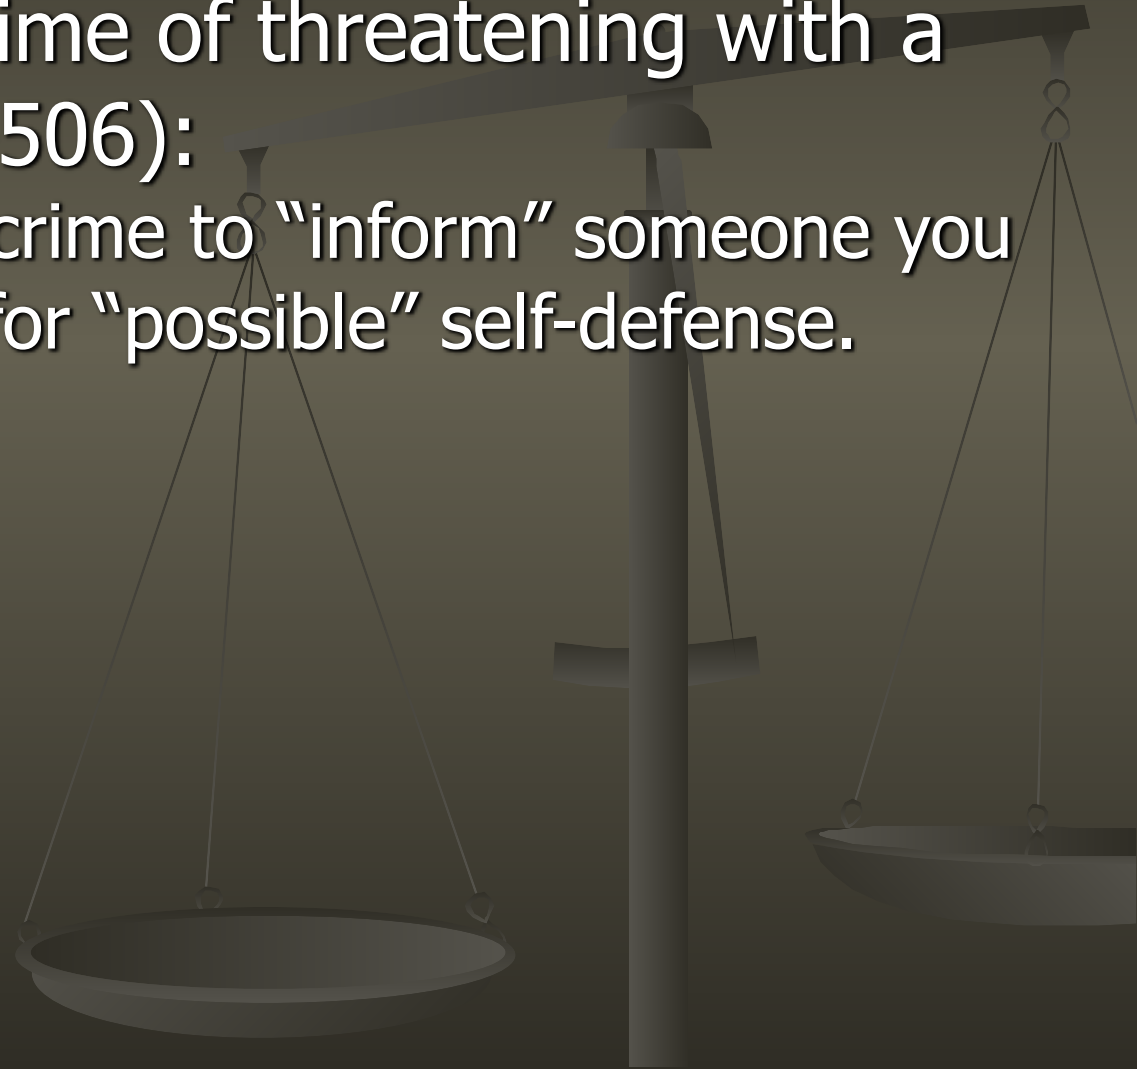 ime of threatening with a
506):
crime to “inform” someone you
for “possible” self-defense.